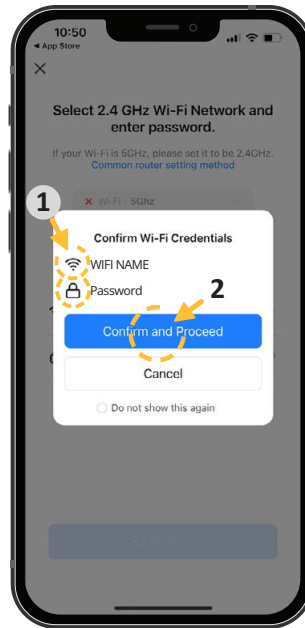 10:50
App Store
Select 2.4 GHz Wi-Fi Network and
enter password.
If your Wi-Fi is 5GHz, please set it to be 2.4GHz.
Common router setting method
Wi-Fi - 5Ghz
1
Confirm Wi-Fi Credentials
WIFI NAME
Password
2
Confirm and Proceed
Cancel
Do not show this again